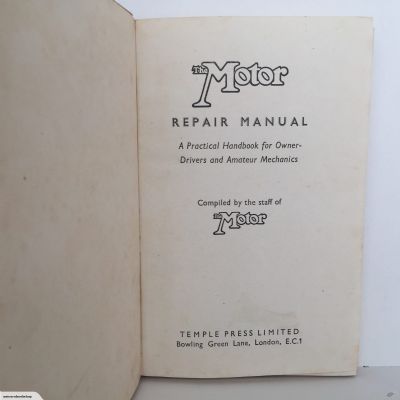 The Motor
REPAIR MANUAL
A Practical Handbook for Owner-
Drivers and Amateur Mechanics
Compiled by the staff of
The Motor
TEMPLE PRESS LIMITED
Bowling Green Lane, London, E.C.1